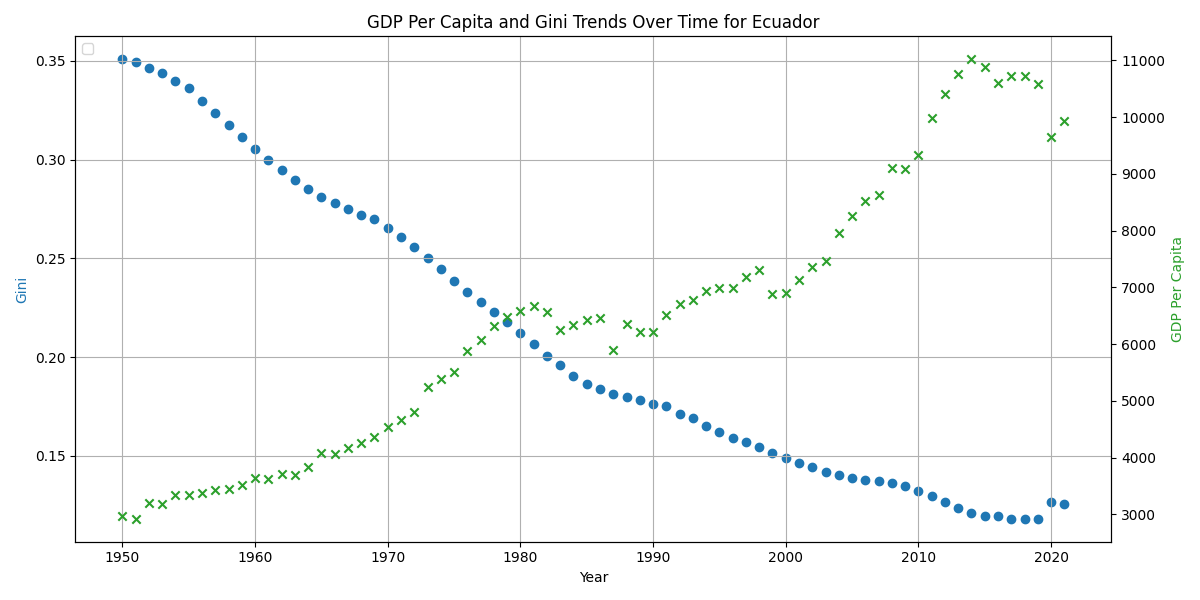 GDP Per Capita and Gini Trends Over Time for Ecuador
0.35
0.30
0.25
0.20
0.15
Gini
11000
10000
9000
8000
7000
6000
5000
4000
3000
GDP Per Capita
1950 1960 1970 1980 1990 2000 2010 2020
Year